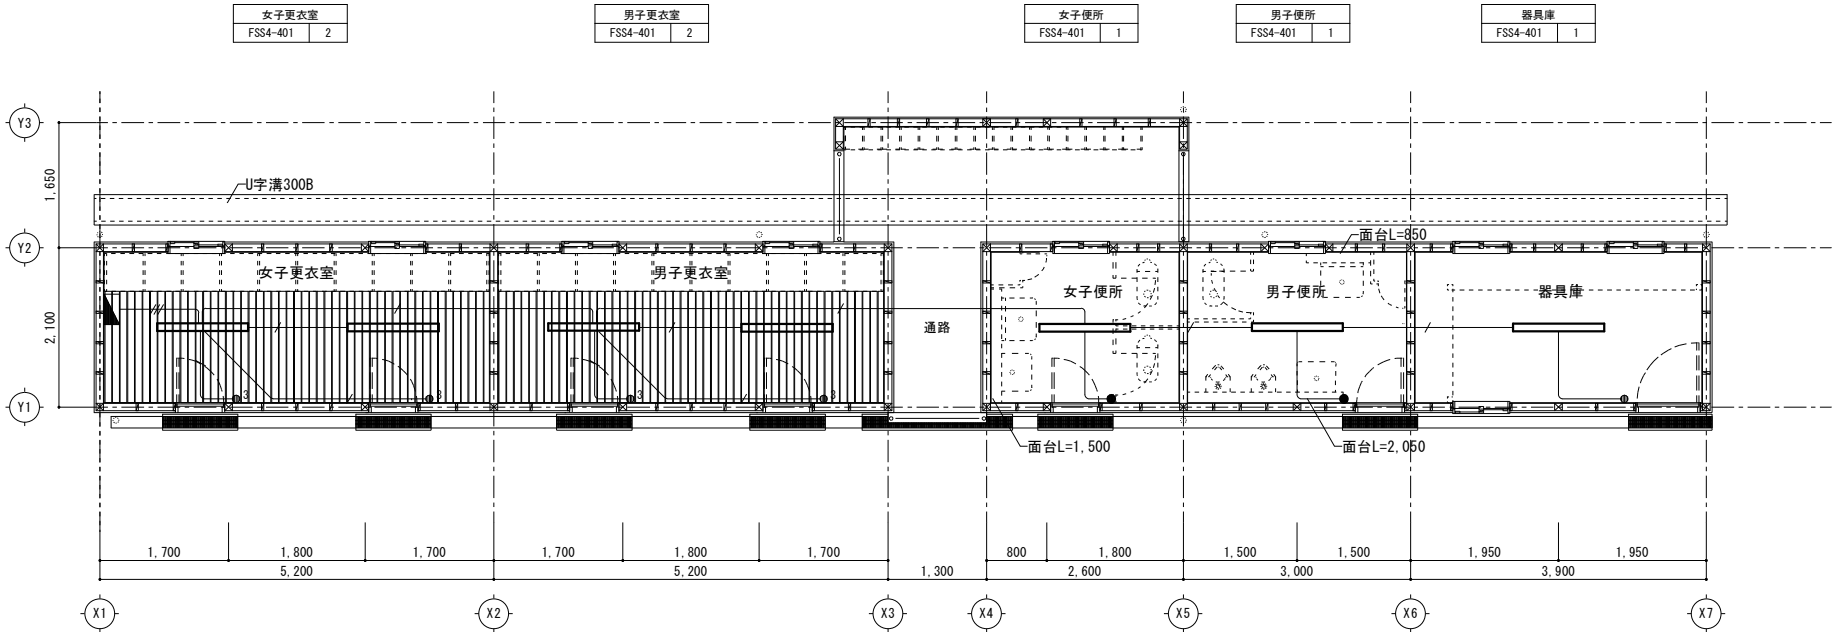 女子更衣室
FSS4-401 2
男子更衣室
FSS4-401 2
女子便所
FSS4-401 1
男子便所
FSS4-401 1
器具庫
FSS4-401 1
Y3
1,650
U字溝300B
Y2
面台L=850
女子更衣室
男子更衣室
女子便所
男子便所
器具庫
2,100
通路
3
3
3
3
Y1
面台L=1,500
面台L=2,050
1,700
1,800
1,700
1,700
1,800
1,700
800
1,800
1,500
1,500
1,950
1,950
5,200
5,200
1,300
2,600
3,000
3,900
X1
X2
X3
X4
X5
X6
X7